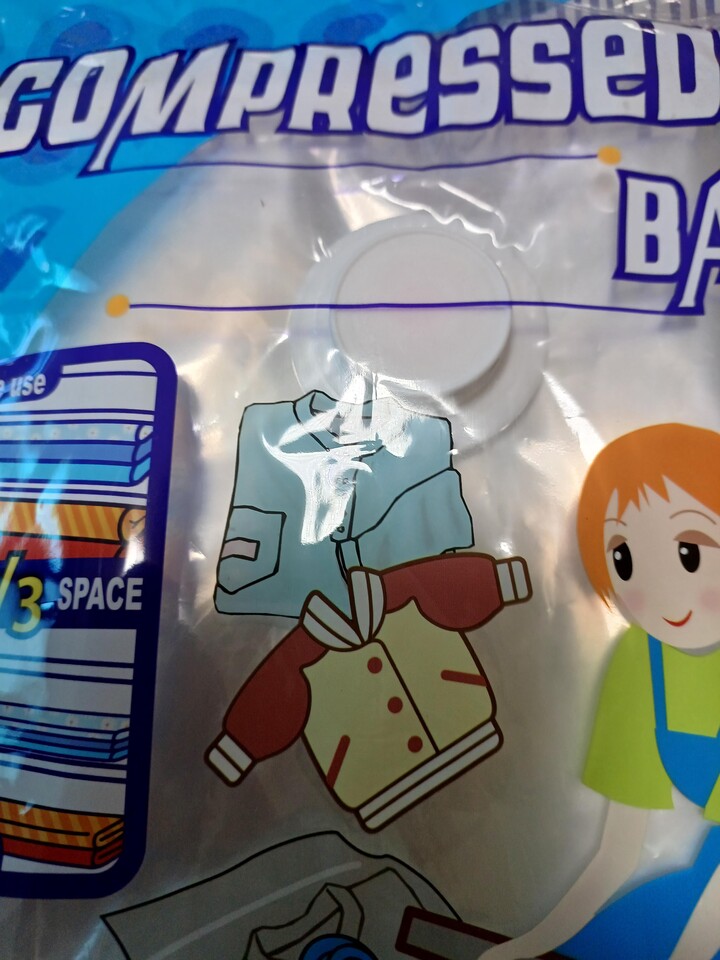 COMPRESSED
BA
e use
/3 SPACE